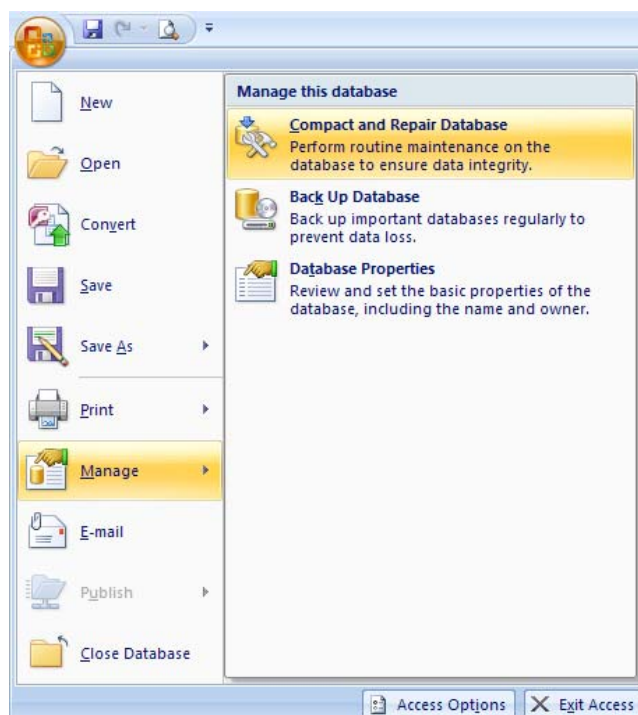 New
Open
Convert
Save
Save As
Print
Manage
E-mail
Publish
Close Database
Manage this database
Compact and Repair Database
Perform routine maintenance on the
database to ensure data integrity.
Back Up Database
Back up important databases regularly to
prevent data loss.
Database Properties
Review and set the basic properties of the
database, including the name and owner.
Access Options
Exit Access